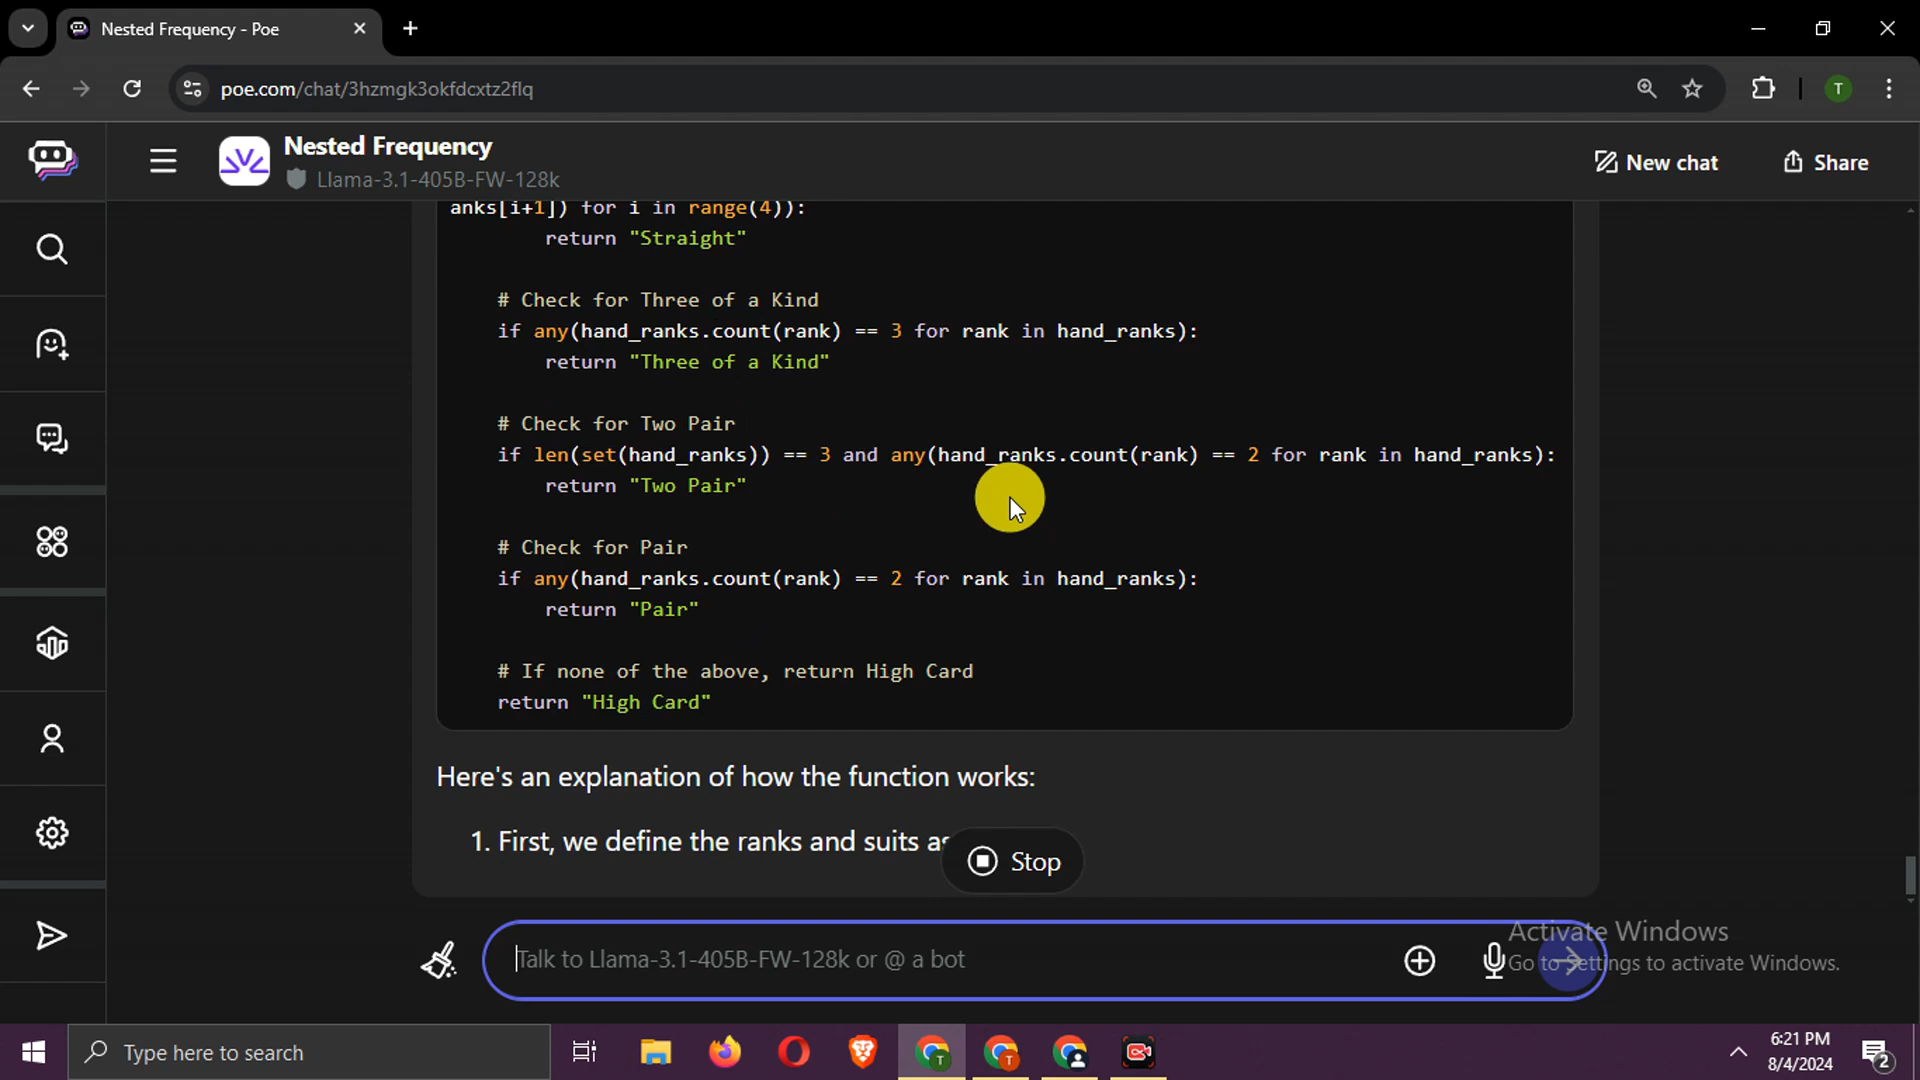 Nested Frequency - Poe
poe.com/chat/3hzmgk3okfdcxtz2flq
T
Nested Frequency
Llama-3.1-405B-FW-128k
New chat
Share
anks[i+1]) for i in range(4)):
return "Straight"
# Check for Three of a Kind
if any(hand_ranks.count(rank) == 3 for rank in hand_ranks):
return "Three of a Kind"
# Check for Two Pair
if len(set(hand_ranks)) == 3 and any(hand_ranks.count(rank) == 2 for rank in hand_ranks):
return "Two Pair"
# Check for Pair
if any(hand_ranks.count(rank) == 2 for rank in hand_ranks):
return "Pair"
# If none of the above, return High Card
return "High Card"
Here's an explanation of how the function works:
1. First, we define the ranks and suits as
Stop
Talk to Llama-3.1-405B-FW-128k or @ a bot
Activate Windows
Go to Settings to activate Windows.
Type here to search
T
T
6:21 PM
8/4/2024
2